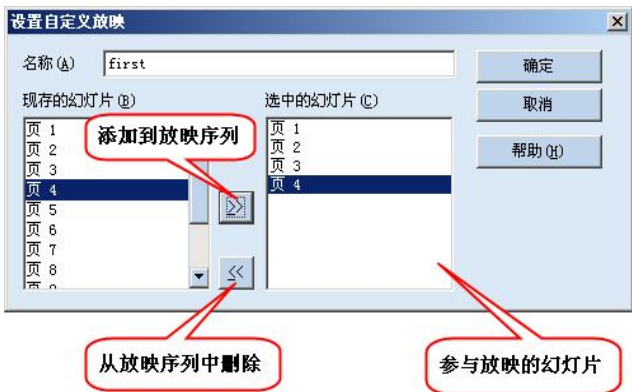 设置自定义放映
名称(A) first
确定
现存的幻灯片(B)
选中的幻灯片(C)
取消
页 1
页 2
页 3
页 4
页 5
页 6
页 7
页 8
添加到放映序列
>>
<<
页 1
页 2
页 3
页 4
帮助(H)
从放映序列中删除
参与放映的幻灯片